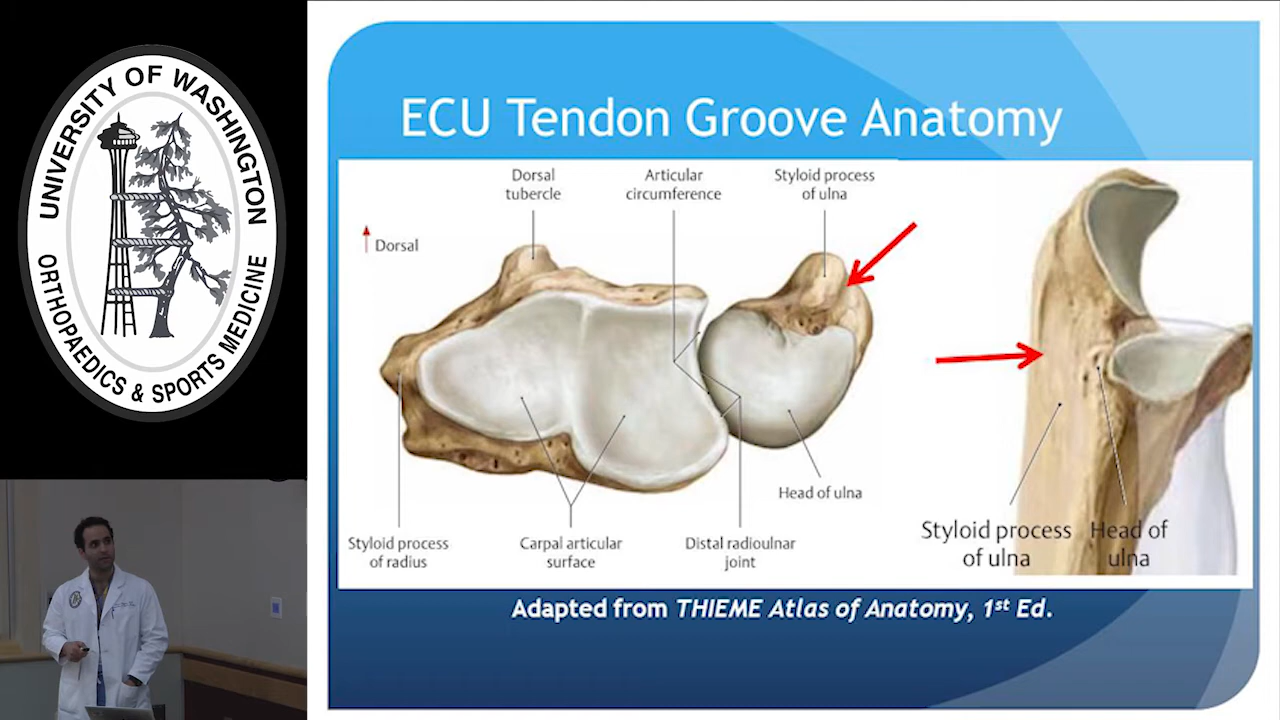 UNIVERSITY OF WASHINGTON
ORTHOPAEDICS & SPORTS MEDICINE
ECU Tendon Groove Anatomy
Dorsal
tubercle
Articular
circumference
Styloid process
of ulna
Dorsal
Head of ulna
Styloid process
of radius
Carpal articular
surface
Distal radioulnar
joint
Styloid process
of ulna
Head of
ulna
Adapted from THIEME Atlas of Anatomy, 1st Ed.